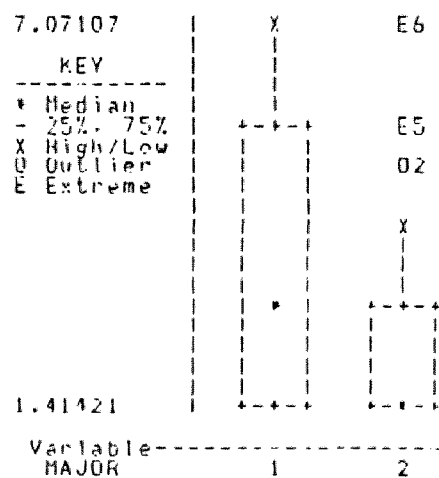 7.07107 X E6
KEY
* Median
- 25%, 75% E5
X High/Low
O Outlier O2
E Extreme
X
1.41421
Variable
MAJOR 1 2